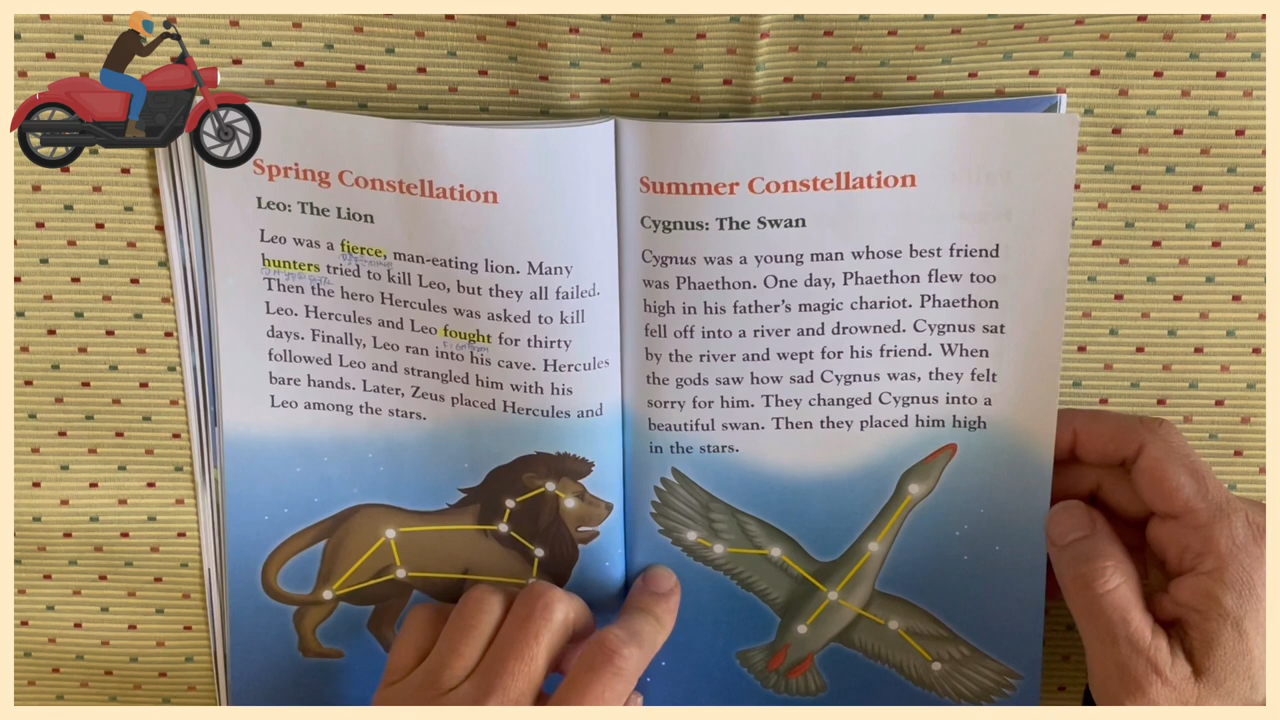 Spring Constellation
Leo: The Lion
Leo was a fierce, man-eating lion. Many
hunters tried to kill Leo, but they all failed.
Then the hero Hercules was asked to kill
Leo. Hercules and Leo fought for thirty
days. Finally, Leo ran into his cave. Hercules
followed Leo and strangled him with his
bare hands. Later, Zeus placed Hercules and
Leo among the stars.
Summer Constellation
Cygnus: The Swan
Cygnus was a young man whose best friend
was Phaethon. One day, Phaethon flew too
high in his father's magic chariot. Phaethon
fell off into a river and drowned. Cygnus sat
by the river and wept for his friend. When
the gods saw how sad Cygnus was, they felt
sorry for him. They changed Cygnus into a
beautiful swan. Then they placed him high
in the stars.